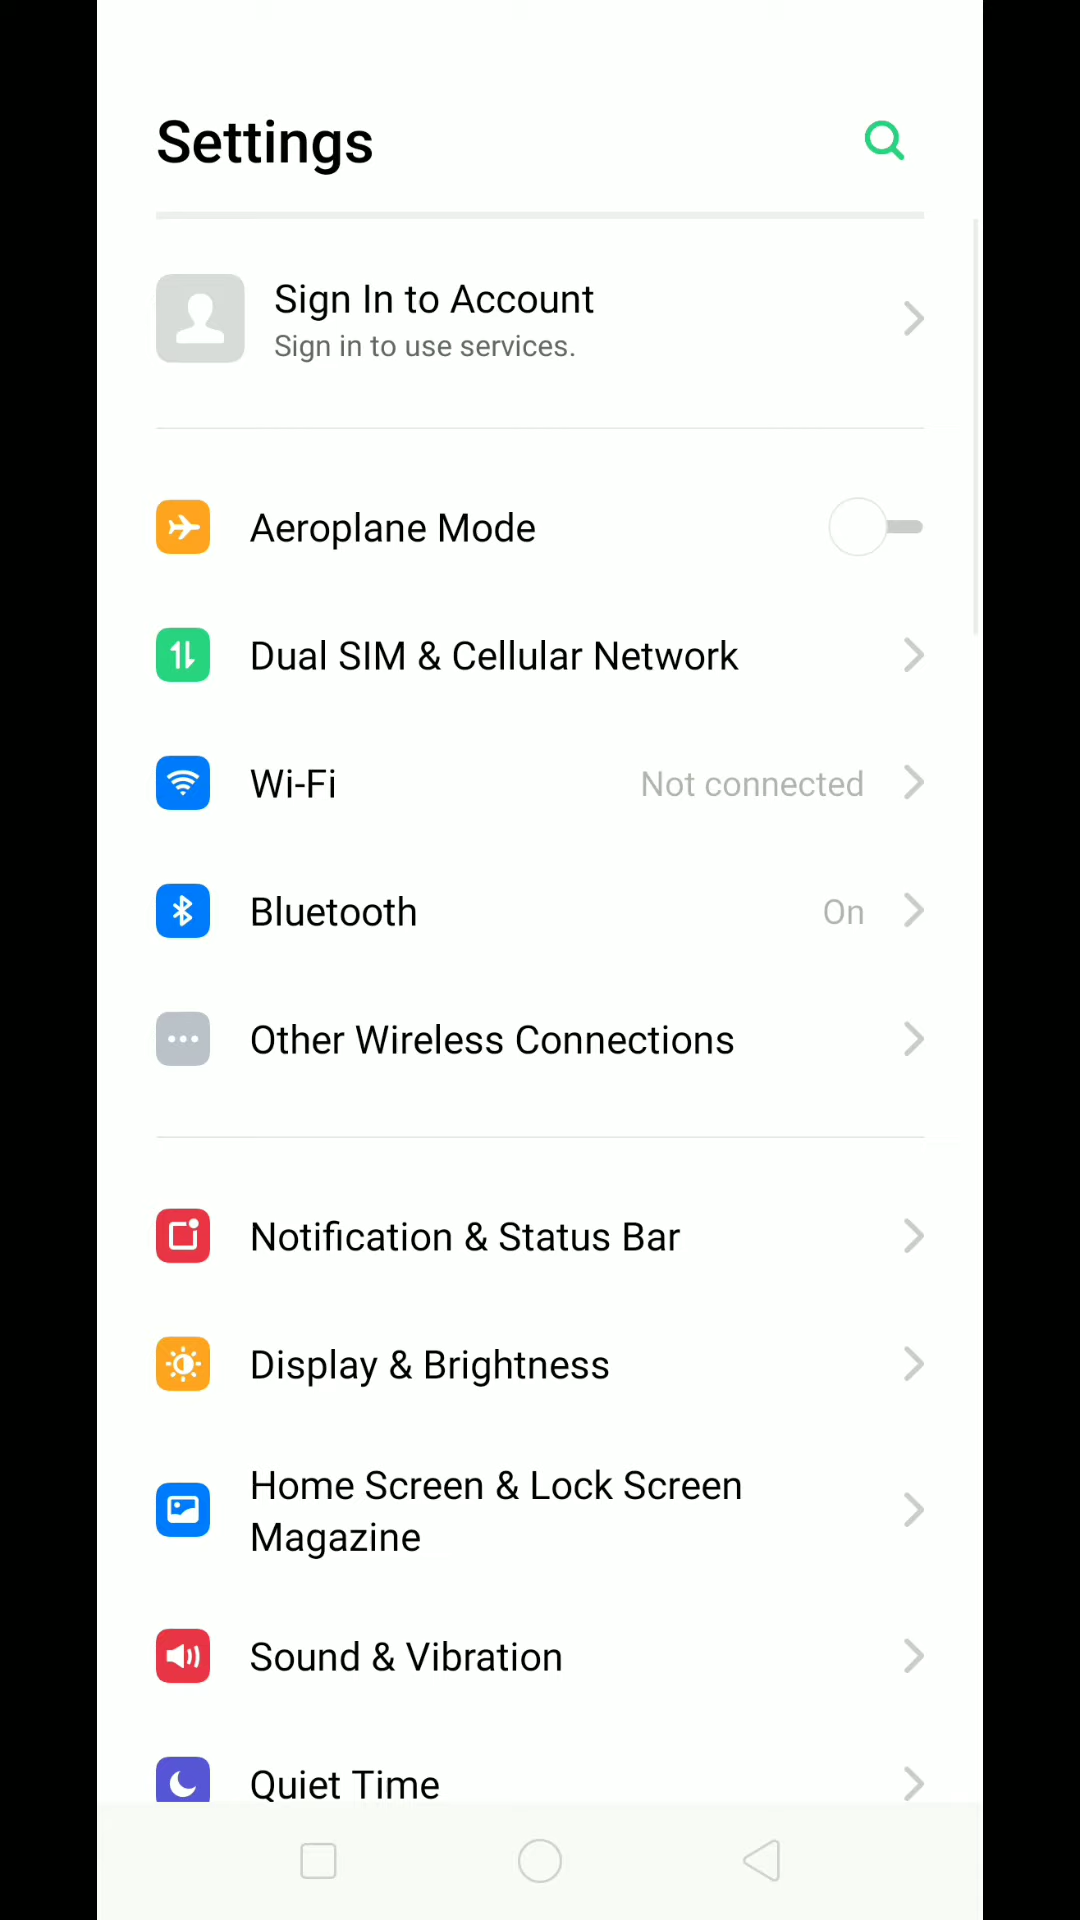 Settings
Sign In to Account
Sign in to use services.
Aeroplane Mode
Dual SIM & Cellular Network
Wi-Fi Not connected
Bluetooth On
Other Wireless Connections
Notification & Status Bar
Display & Brightness
Home Screen & Lock Screen
Magazine
Sound & Vibration
Quiet Time